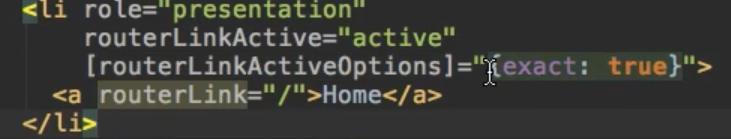 <li role="presentation"
routerLinkActive="active"
[routerLinkActiveOptions]="{exact: true}">
<a routerLink="/">Home</a>
</li>